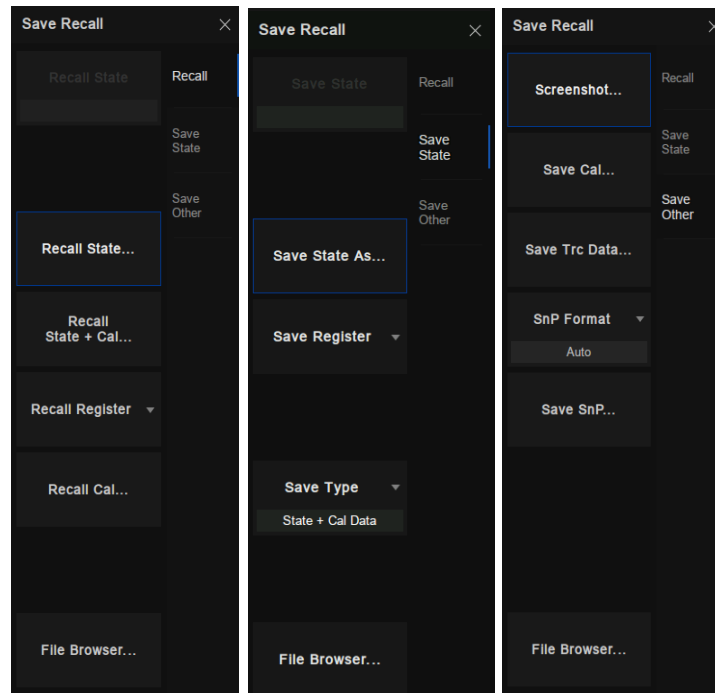 Save Recall
Recall State
Recall
Save
State
Save
Other
Recall State...
Recall
State + Cal...
Recall Register
Recall Cal...
File Browser...
Save Recall
Save State
Recall
Save
State
Save
Other
Save State As...
Save Register
Save Type
State + Cal Data
File Browser...
Save Recall
Screenshot...
Recall
Save
State
Save Cal...
Save
Other
Save Trc Data...
SnP Format
Auto
Save SnP...
File Browser...